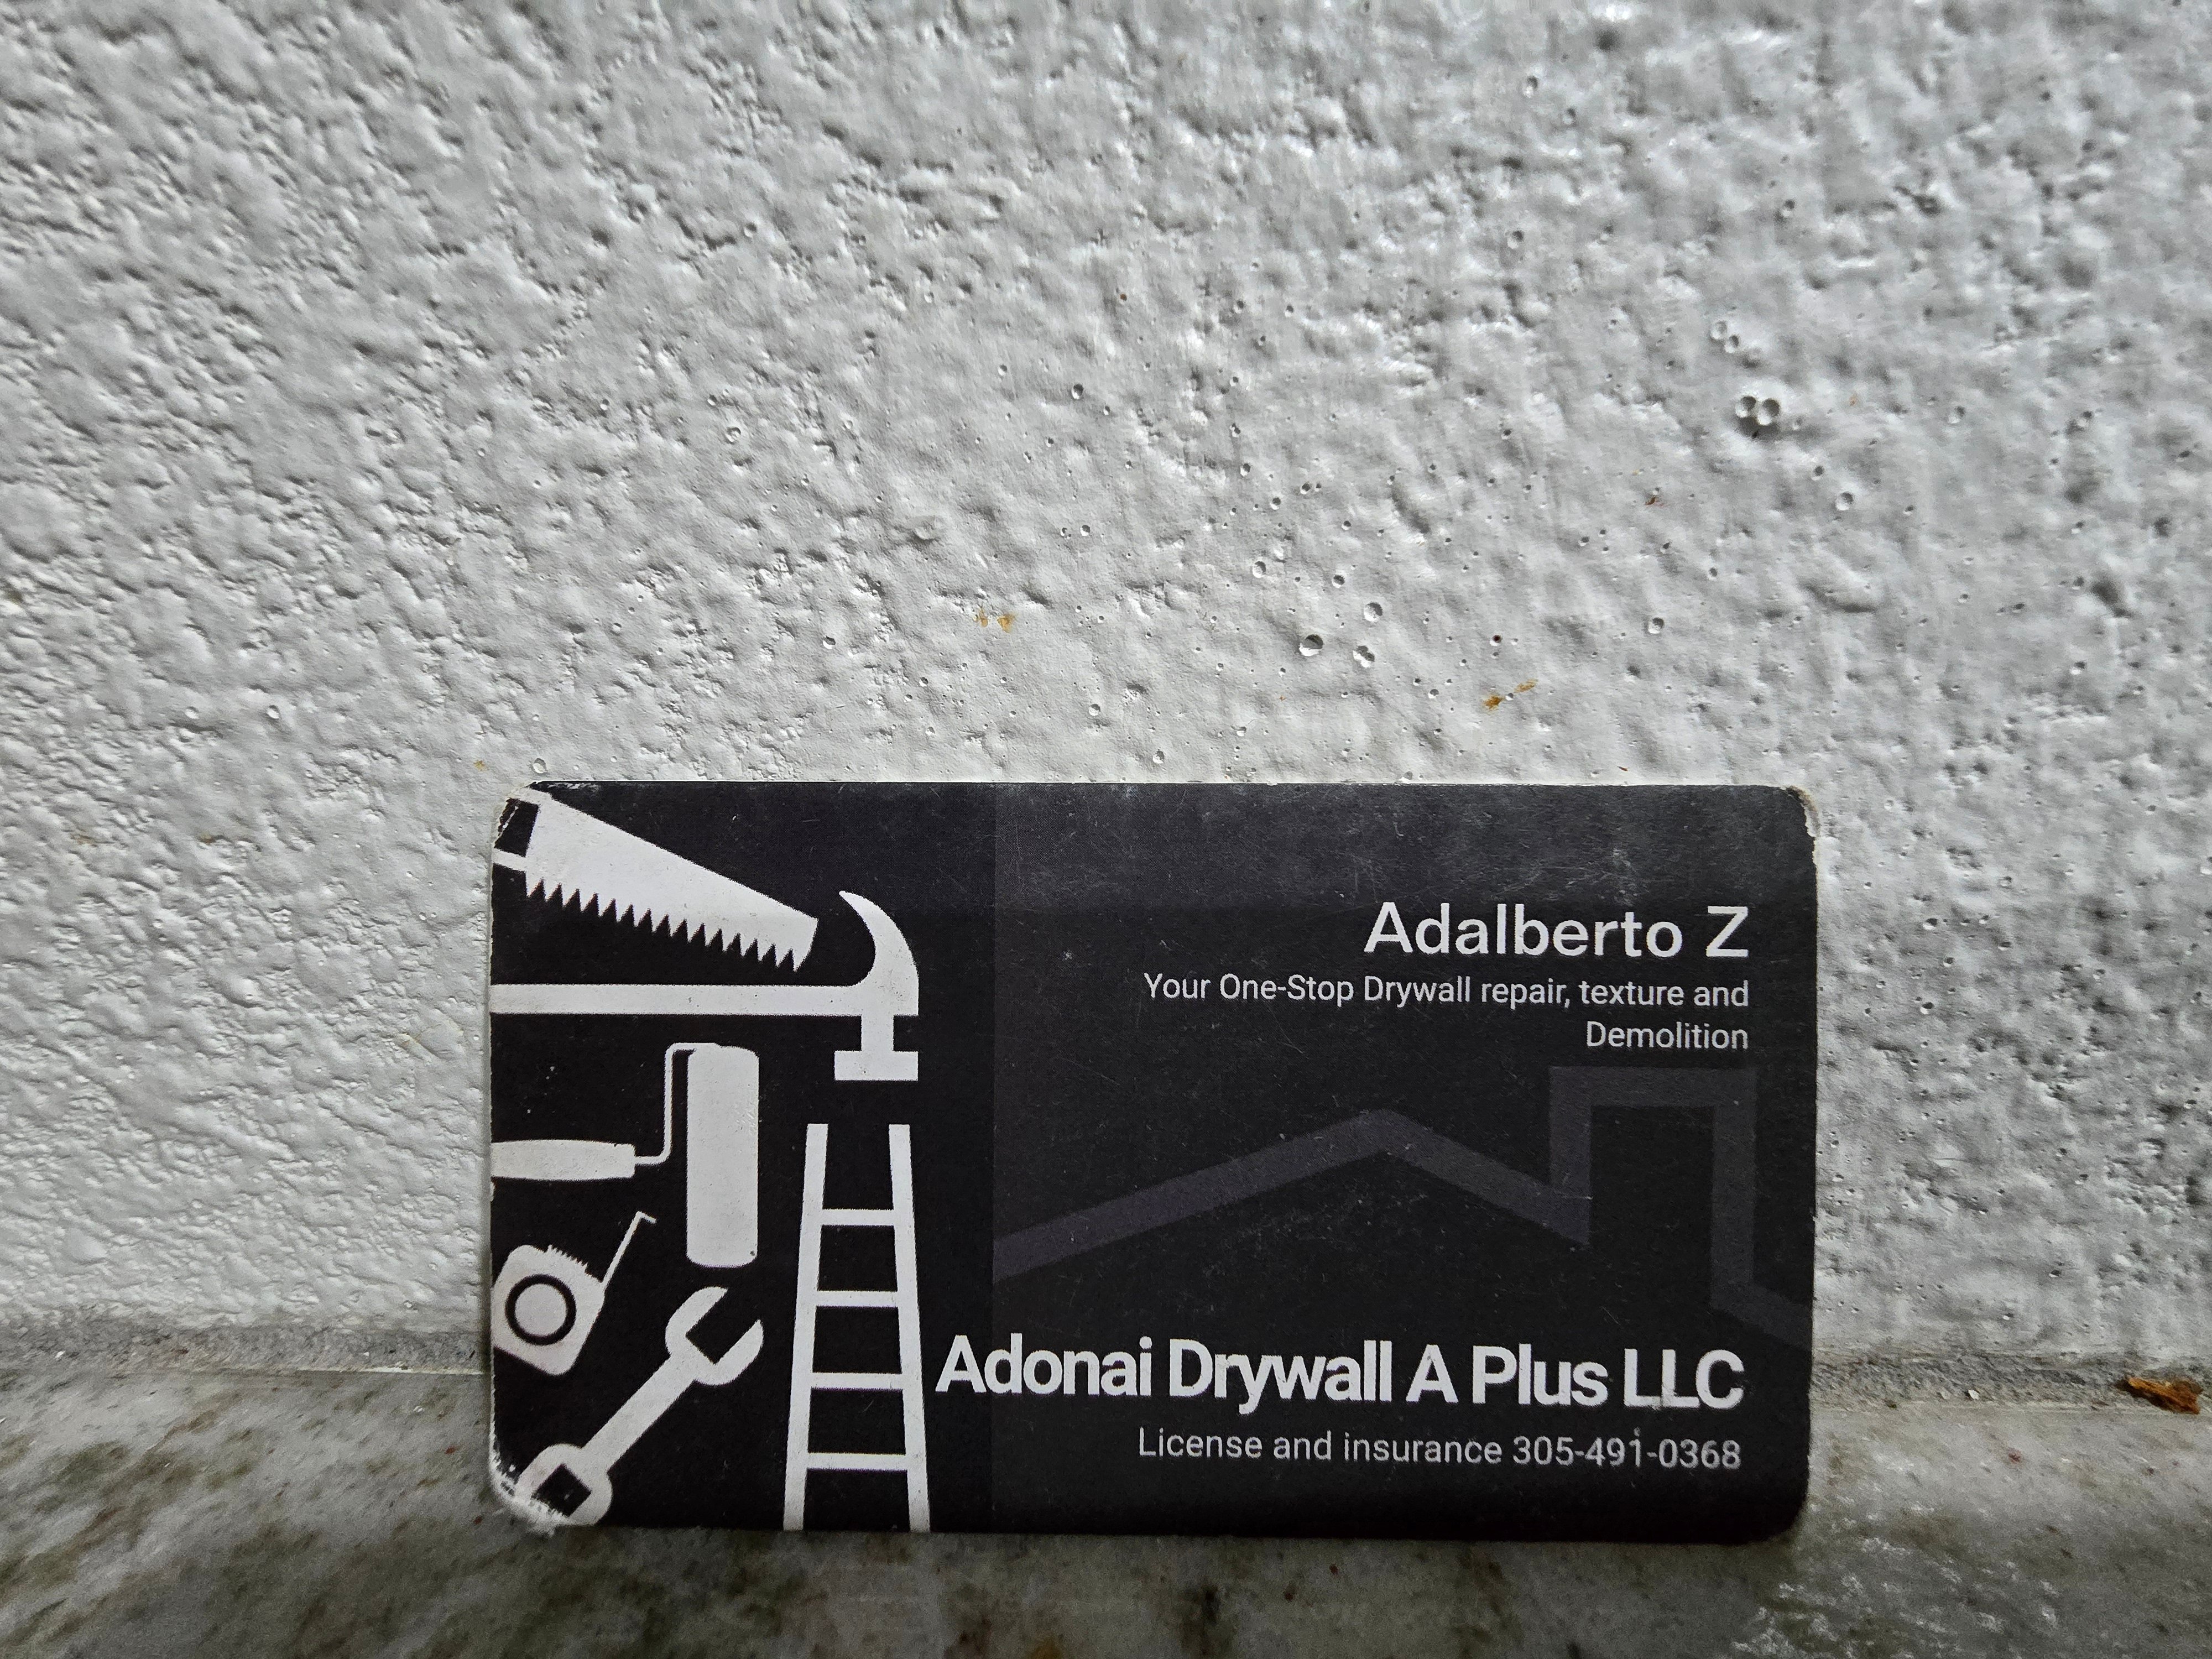 Adalberto Z
Your One-Stop Drywall repair, texture and
Demolition
Adonai Drywall A Plus LLC
License and insurance 305-491-0368